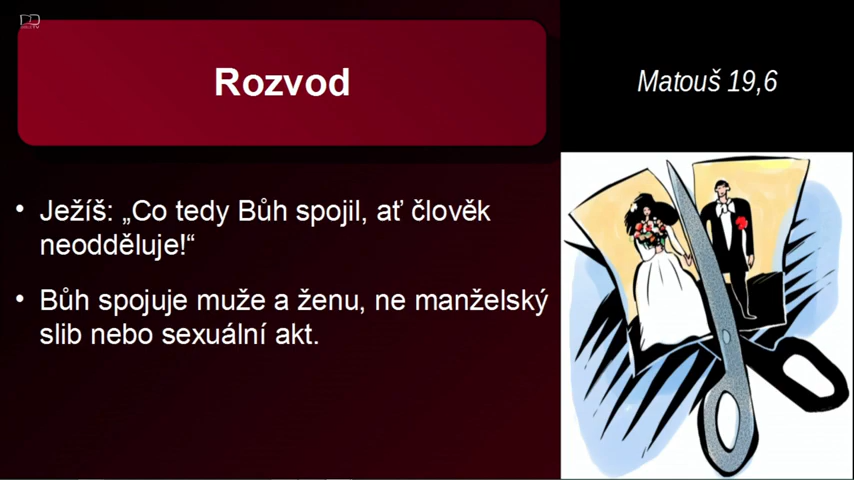 Rozvod
Matouš 19,6
• Ježíš: „Co tedy Bůh spojil, ať člověk
neodděluje!“
• Bůh spojuje muže a ženu, ne manželský
slib nebo sexuální akt.